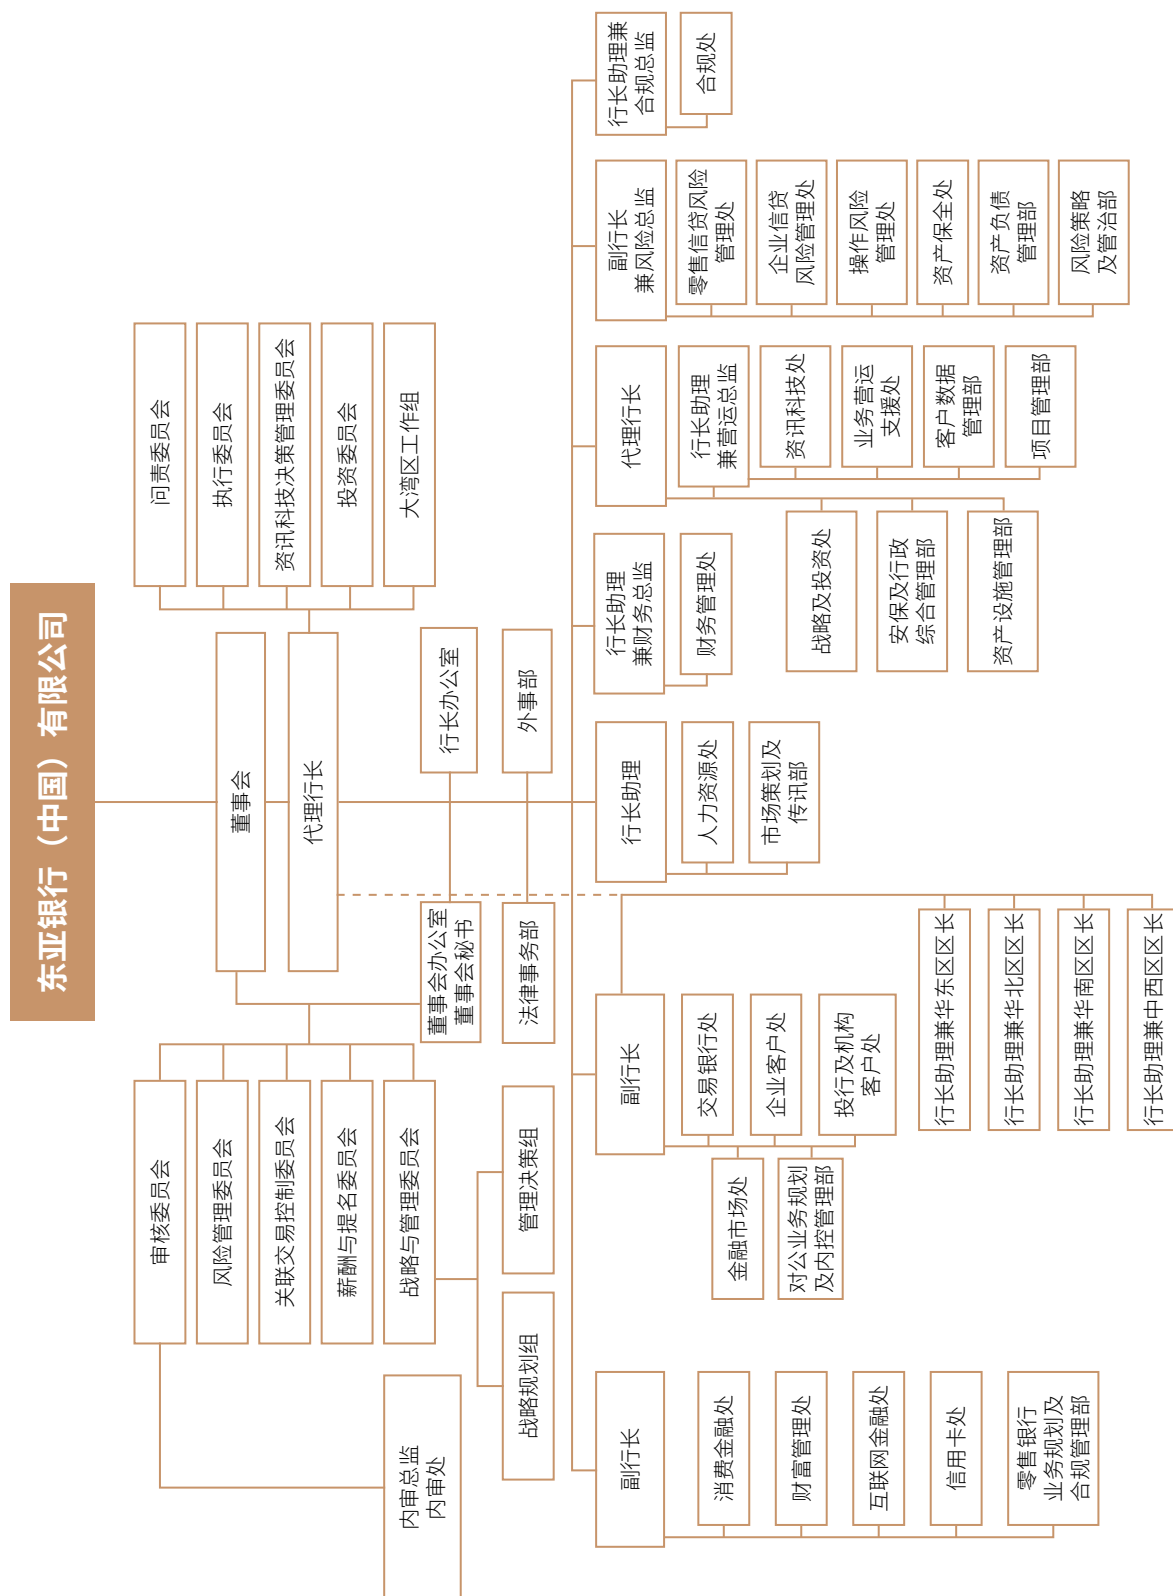 东亚银行（中国）有限公司
董事会
代理行长
审核委员会
风险管理委员会
关联交易控制委员会
薪酬与提名委员会
战略与管理委员会
问责委员会
执行委员会
资讯科技决策管理委员会
投资委员会
大湾区工作组
内审总监
内审处
战略规划组
管理决策组
董事会办公室
董事会秘书
行长办公室
法律事务部
外事部
副行长
消费金融处
财富管理处
互联网金融处
信用卡处
零售银行
业务规划及
合规管理部
副行长
交易银行处
企业客户处
投行及机构
客户处
金融市场处
对公业务规划
及内控管理部
行长助理兼华东区区长
行长助理兼华北区区长
行长助理兼华南区区长
行长助理兼中西区区长
行长助理
人力资源处
市场策划及
传讯部
行长助理
兼财务总监
财务管理处
代理行长
行长助理
兼营运总监
资讯科技处
业务营运
支援处
客户数据
管理部
项目管理部
战略及投资处
安保及行政
综合管理部
资产设施管理部
副行长
兼风险总监
零售信贷风险
管理处
企业信贷
风险管理处
操作风险
管理处
资产保全处
资产负债
管理部
风险策略
及管治部
行长助理兼
合规总监
合规处